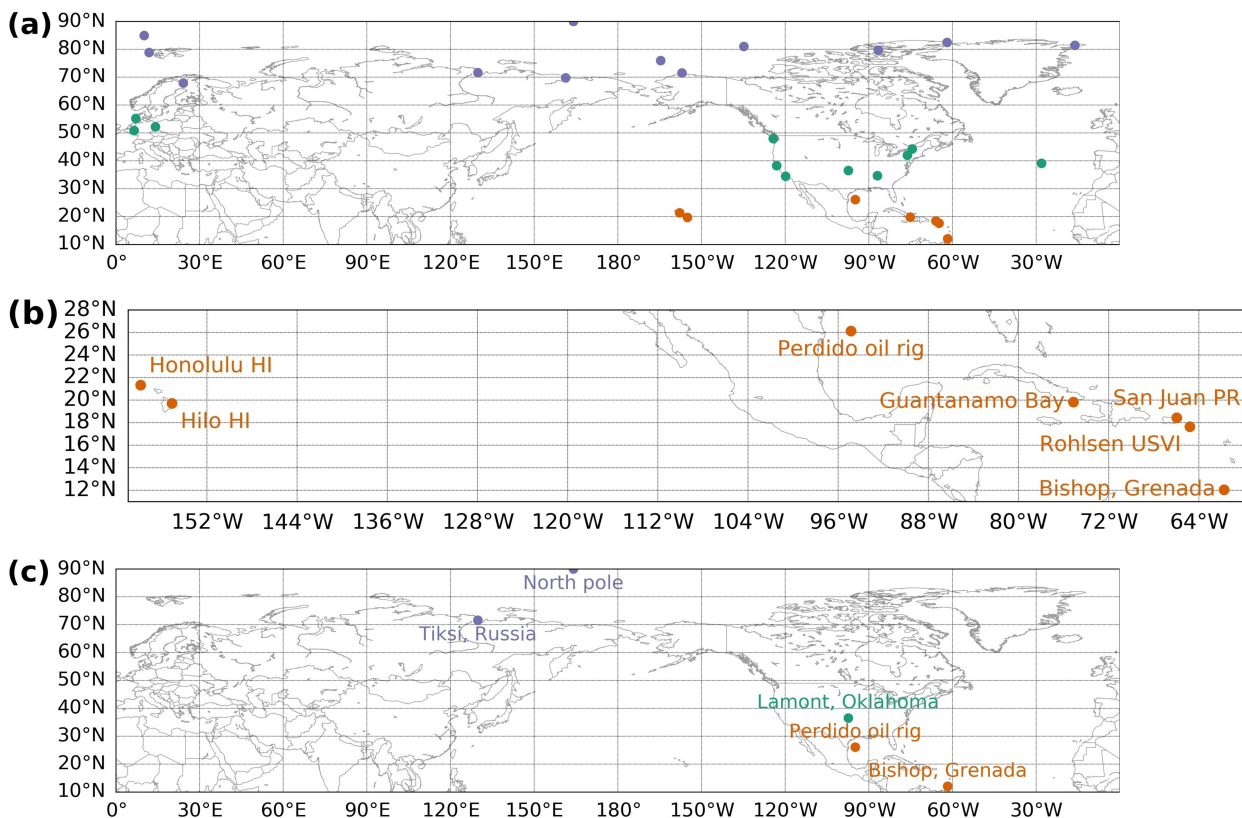 (a)
90°N
80°N
70°N
60°N
50°N
40°N
30°N
20°N
10°N
0° 30°E 60°E 90°E 120°E 150°E 180° 150°W 120°W 90°W 60°W 30°W
(b)
28°N
26°N
24°N
22°N
20°N
18°N
16°N
14°N
12°N
Perdido oil rig
Honolulu HI
Guantanamo Bay
San Juan PR
Hilo HI
Rohlsen USVI
Bishop, Grenada
152°W 144°W 136°W 128°W 120°W 112°W 104°W 96°W 88°W 80°W 72°W 64°W
(c)
90°N
80°N
70°N
60°N
50°N
40°N
30°N
20°N
10°N
North pole
Tiksi, Russia
Lamont, Oklahoma
Perdido oil rig
Bishop, Grenada
0° 30°E 60°E 90°E 120°E 150°E 180° 150°W 120°W 90°W 60°W 30°W